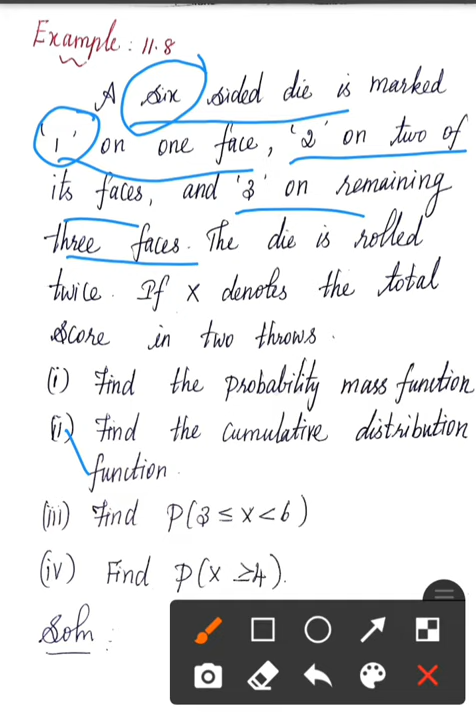 Example: 11.8
A six sided die is marked
'1' on one face, '2' on two of
its faces, and '3' on remaining
three faces. The die is rolled
twice. If X denotes the total
score in two throws.
(i) Find the probability mass function
(ii) Find the cumulative distribution
function.
(iii) Find P(3 ≤ x < 6)
(iv) Find P(x ≥ 4).
Soln :